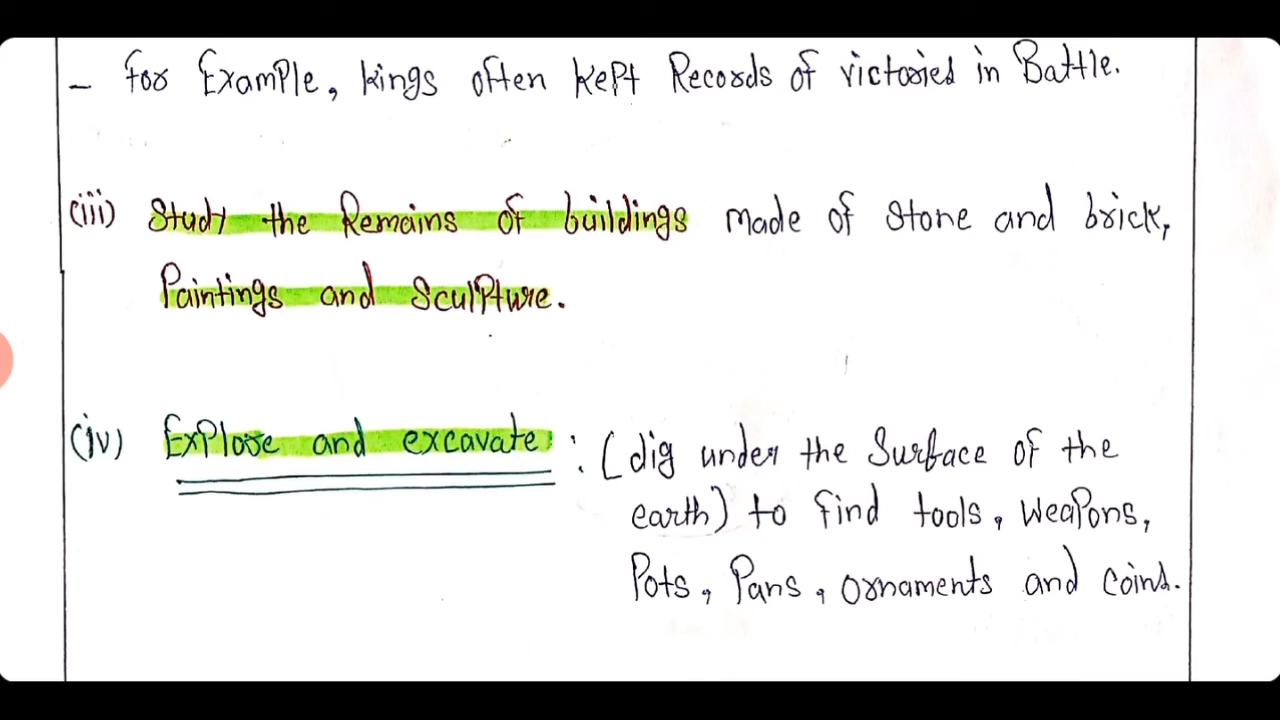 - For Example, kings often kept Records of victories in Battle.
(iii) Study the Remains of buildings made of stone and brick,
Paintings and Sculpture.
(iv) Explore and excavate : (dig under the Surface of the
earth) to find tools, Weapons,
Pots, Pans, Ornaments and coins.